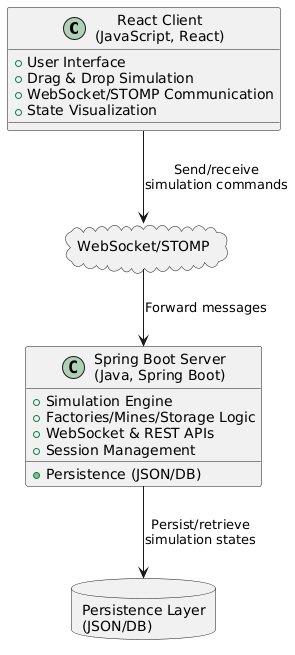 C
React Client
(JavaScript, React)
User Interface
Drag & Drop Simulation
WebSocket/STOMP Communication
State Visualization
Send/receive
simulation commands
WebSocket/STOMP
Forward messages
C
Spring Boot Server
(Java, Spring Boot)
Simulation Engine
Factories/Mines/Storage Logic
WebSocket & REST APIs
Session Management
Persistence (JSON/DB)
Persist/retrieve
simulation states
Persistence Layer
(JSON/DB)